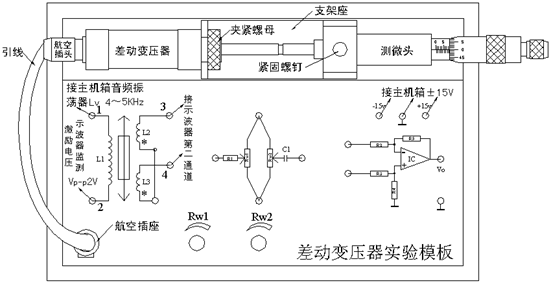 支架座
夹紧螺母
引线
航空
插头
差动变压器
测微头
紧固螺钉
接主机箱音频振
荡器Lv 4～5KHz
接主机箱±15V
-15v
+15v
1
3
接示波器第二通道
示波器监测
激励电压
L1
L2
*
L3
*
4
R1
C1
R2
R3
IC
Vo
R4
Vp-p2V
2
航空插座
Rw1
Rw2
差动变压器实验模板